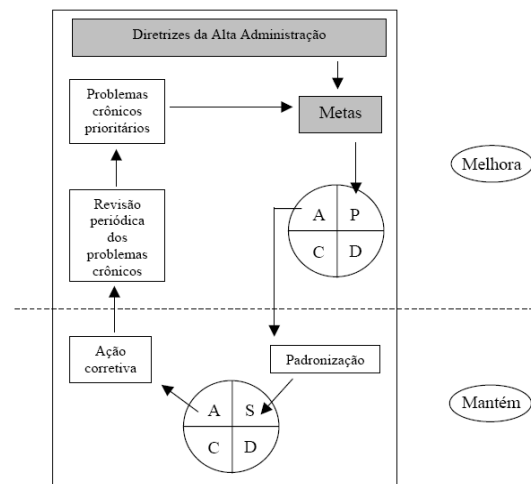 Diretrizes da Alta Administração
Problemas
crônicos
prioritários
Metas
Melhora
A P
C D
Revisão
periódica
dos
problemas
crônicos
Ação
corretiva
Padronização
A S
C D
Mantém